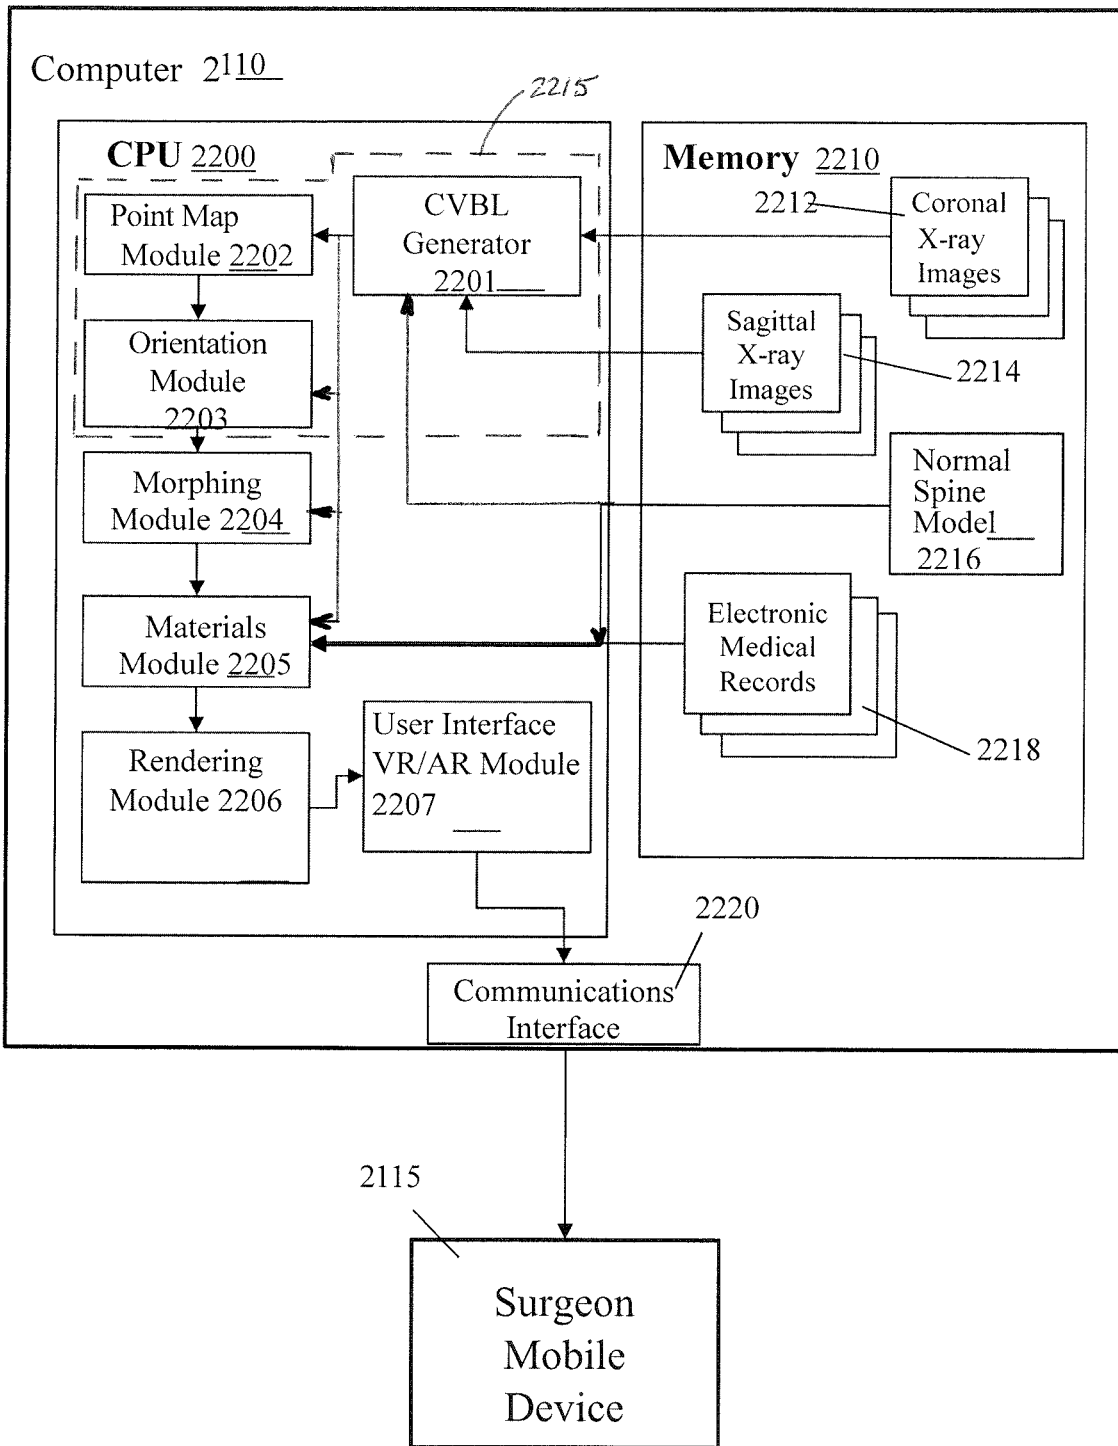 Computer 2110
2215
CPU 2200
Point Map
Module 2202
CVBL
Generator
2201
Orientation
Module
2203
Morphing
Module 2204
Materials
Module 2205
Rendering
Module 2206
User Interface
VR/AR Module
2207
Memory 2210
2212
Coronal
X-ray
Images
Sagittal
X-ray
Images
2214
Normal
Spine
Model
2216
Electronic
Medical
Records
2218
2220
Communications
Interface
2115
Surgeon
Mobile
Device